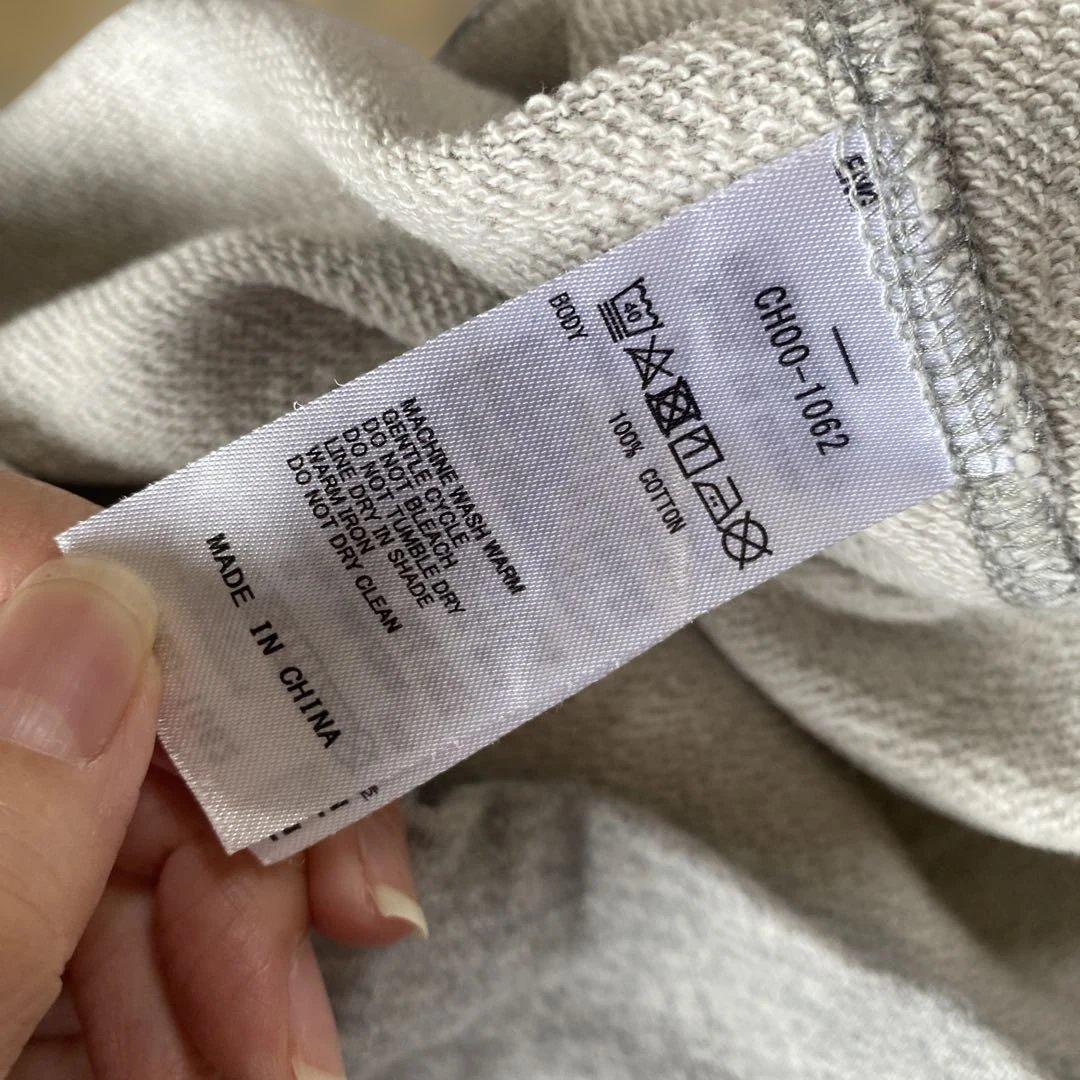 CH00-1062
40
BODY
100% COTTON
MACHINE WASH WARM
GENTLE CYCLE
DO NOT BLEACH
DO NOT TUMBLE DRY
LINE DRY IN SHADE
WARM IRON
DO NOT DRY CLEAN
MADE IN CHINA